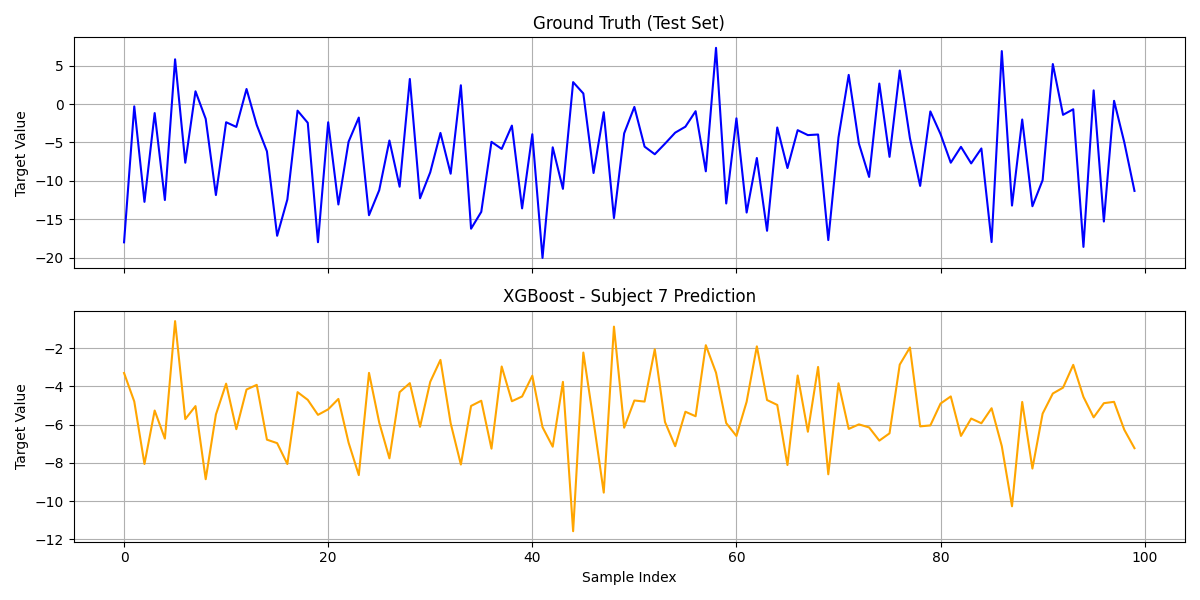 Ground Truth (Test Set)
Target Value
5
0
−5
−10
−15
−20
XGBoost - Subject 7 Prediction
Target Value
−2
−4
−6
−8
−10
−12
0 20 40 60 80 100
Sample Index